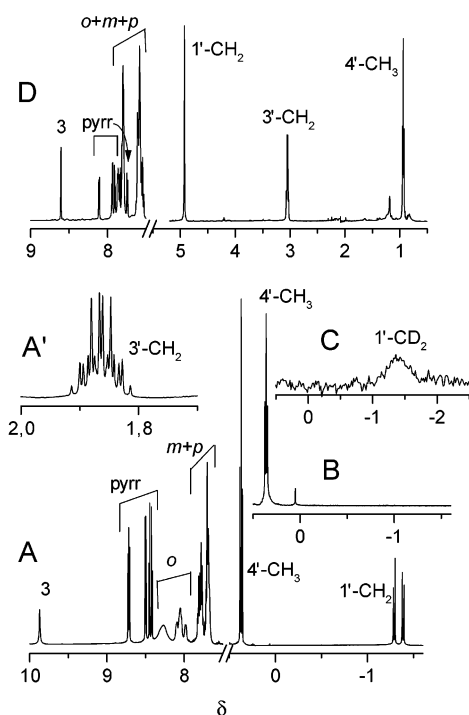 o+m+p
1'-CH2
4'-CH3
D
3
pyrr
3'-CH2
9 8 5 4 3 2 1
A'
3'-CH2
2,0 1,8
4'-CH3
C
1'-CD2
0 -1 -2
B
0 -1
m+p
pyrr
A
o
3
4'-CH3
1'-CH2
10 9 8 0 -1
δ